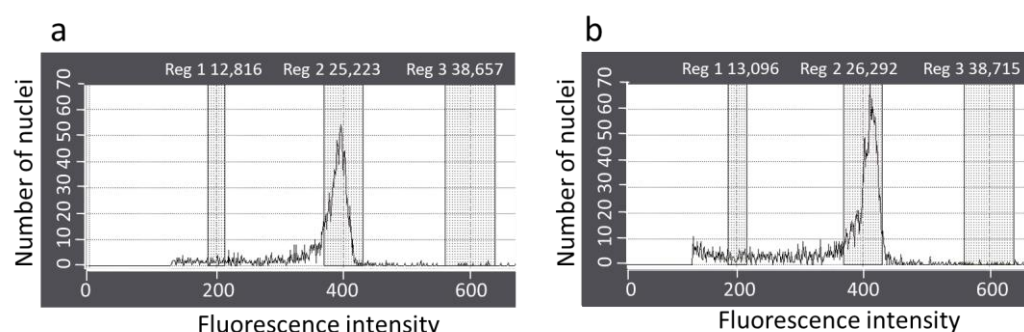 a
Reg 1 12,816 Reg 2 25,223 Reg 3 38,657
Number of nuclei
70
60
50
40
30
20
10
0
0 200 400 600
Fluorescence intensity
b
Reg 1 13,096 Reg 2 26,292 Reg 3 38,715
Number of nuclei
70
60
50
40
30
20
10
0
0 200 400 600
Fluorescence intensity